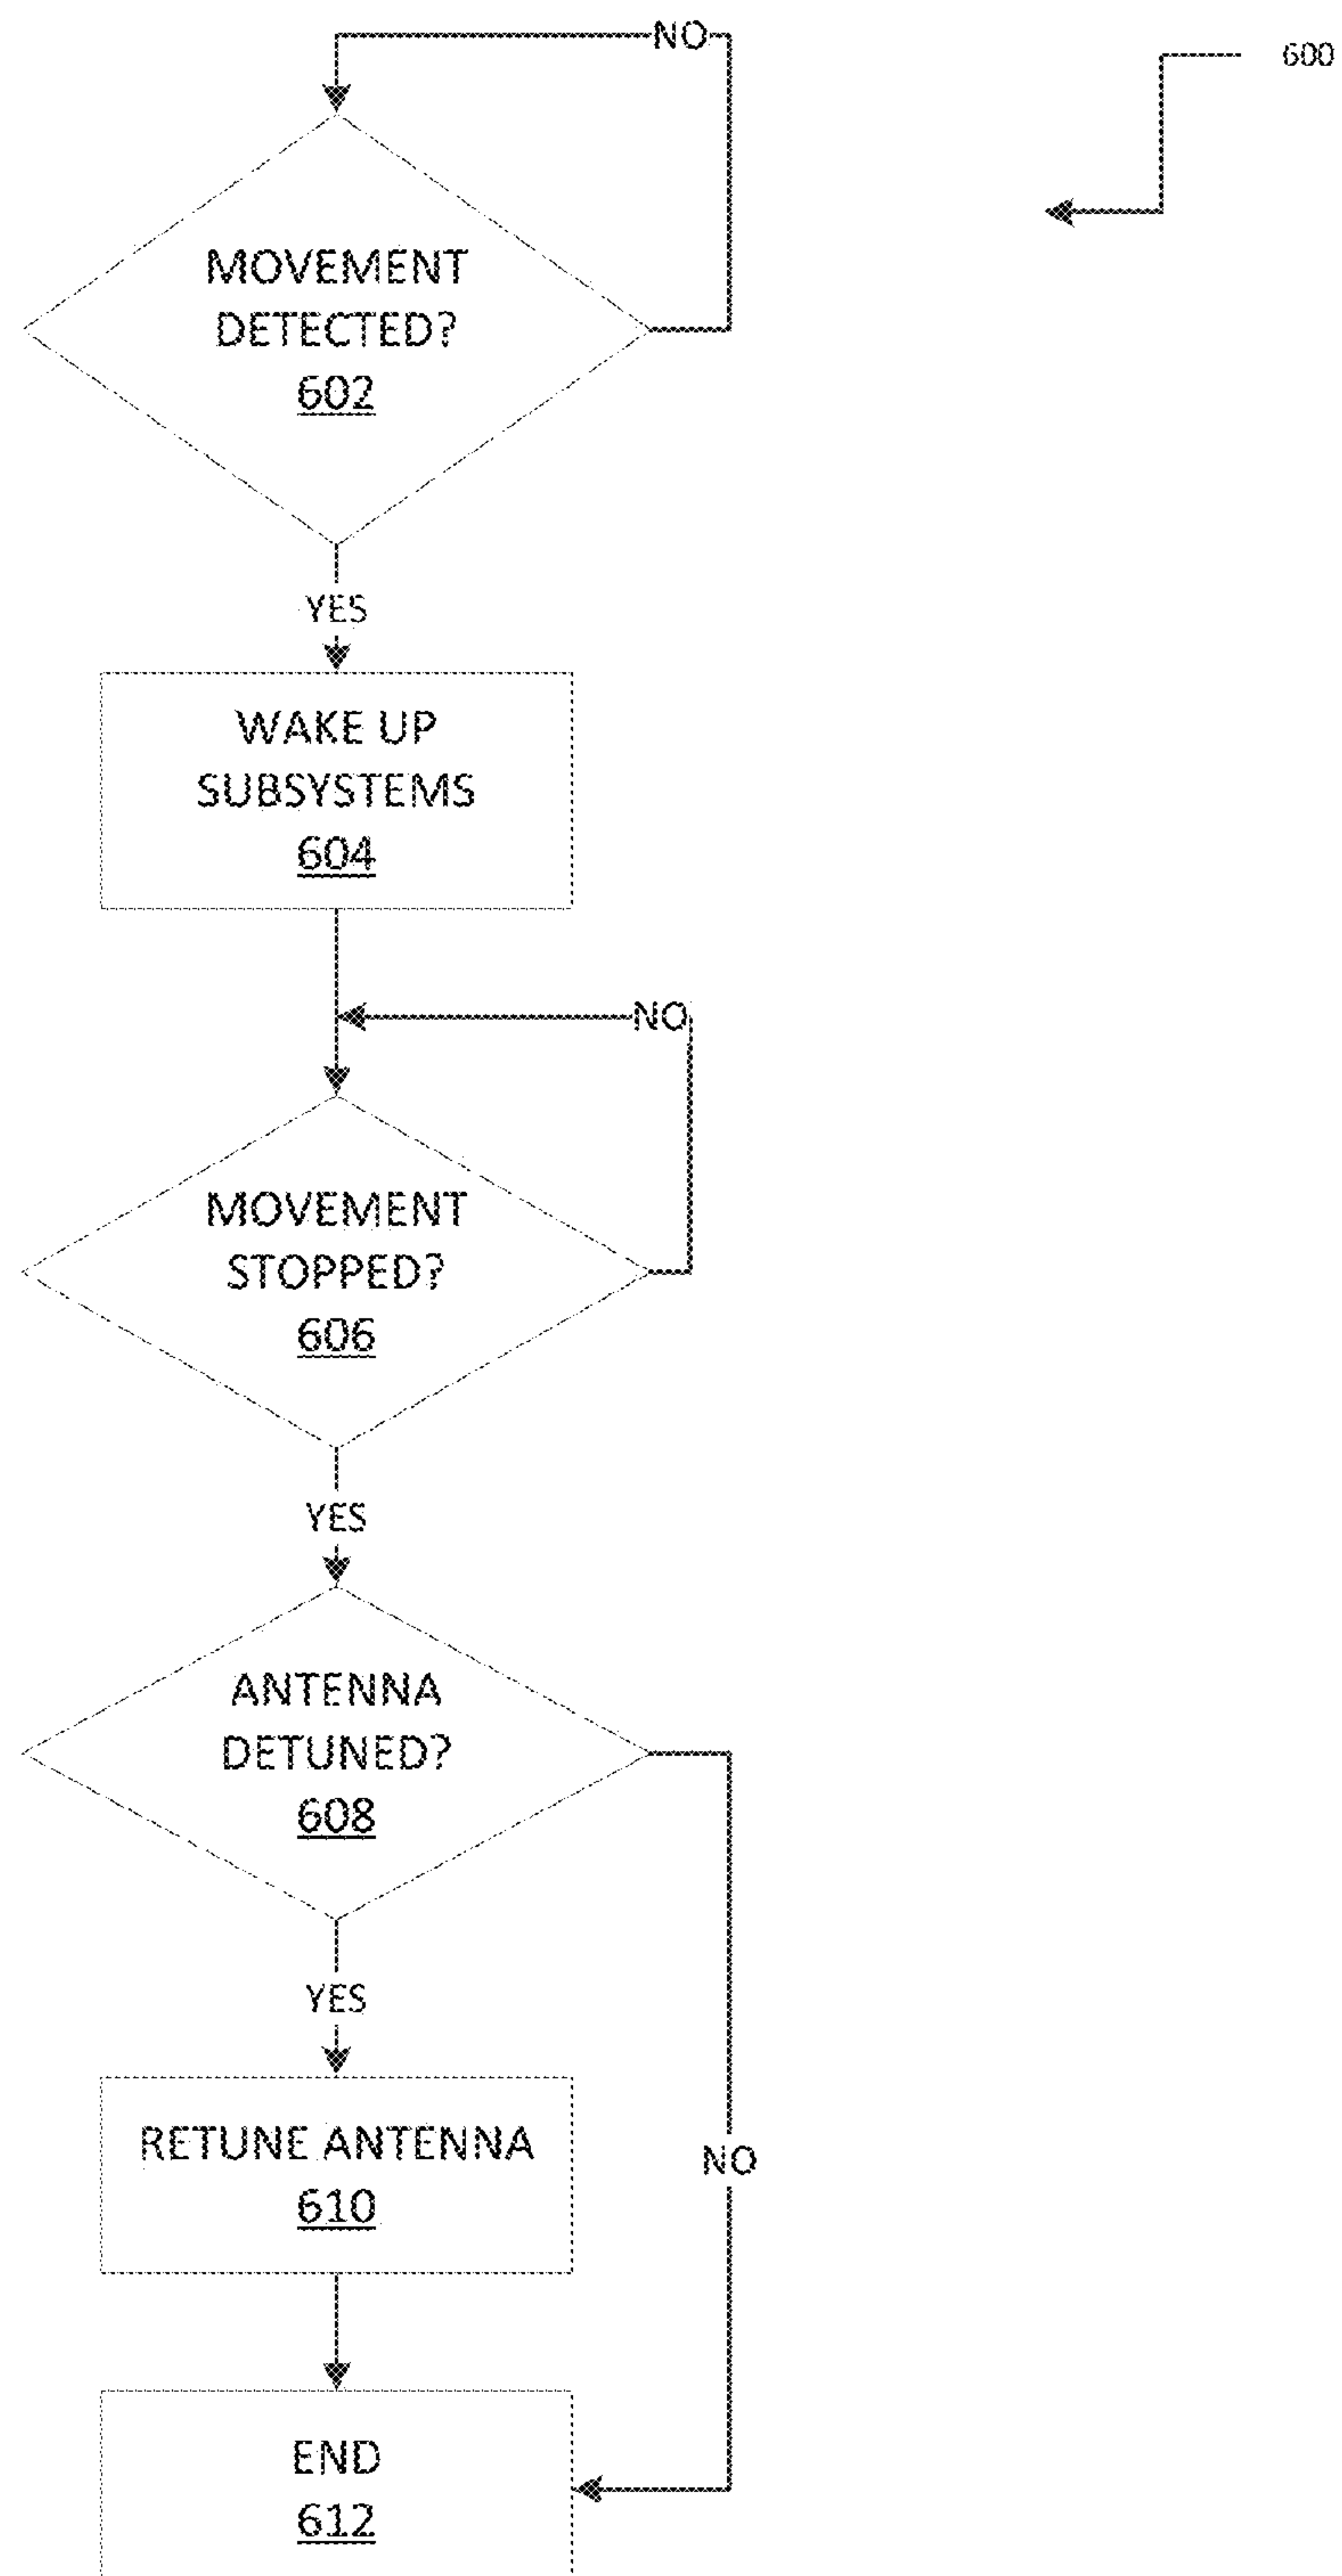 NO
600
MOVEMENT
DETECTED?
602
YES
WAKE UP
SUBSYSTEMS
604
NO
MOVEMENT
STOPPED?
606
YES
ANTENNA
DETUNED?
608
YES
RETUNE ANTENNA
610
NO
END
612